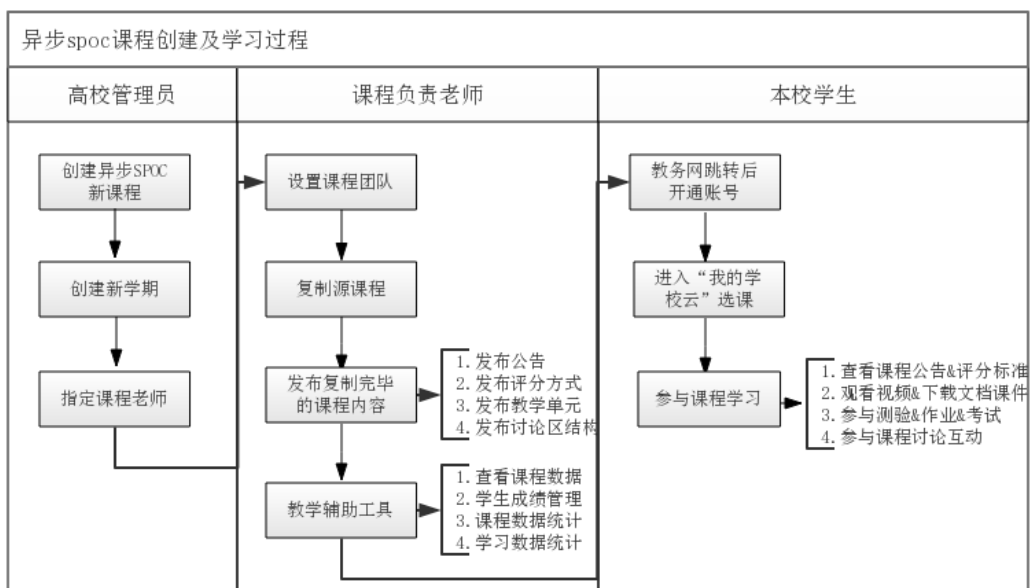 异步spoc课程创建及学习过程
高校管理员
课程负责老师
本校学生
创建异步SPOC
新课程
创建新学期
指定课程老师
设置课程团队
复制源课程
发布复制完毕
的课程内容
1. 发布公告
2. 发布评分方式
3. 发布教学单元
4. 发布讨论区结构
教学辅助工具
1. 查看课程数据
2. 学生成绩管理
3. 课程数据统计
4. 学习数据统计
教务网跳转后
开通账号
进入“我的学
校云”选课
参与课程学习
1. 查看课程公告&评分标准
2. 观看视频&下载文档课件
3. 参与测验&作业&考试
4. 参与课程讨论互动